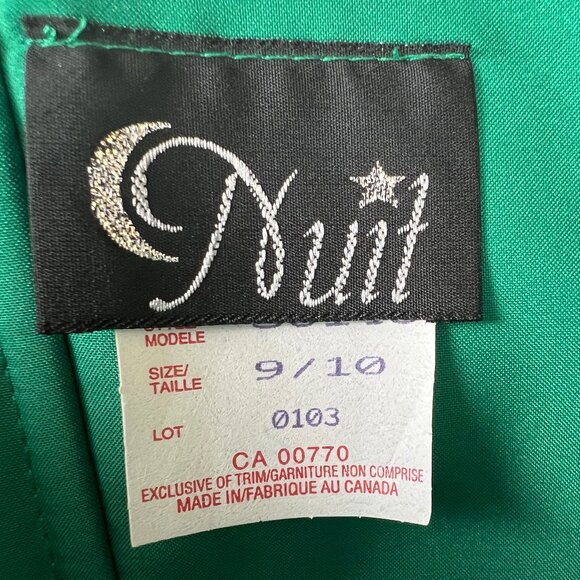 Nuit
MODELE
SIZE/ 9/10
TAILLE
LOT 0103
CA 00770
EXCLUSIVE OF TRIM/GARNITURE NON COMPRISE
MADE IN/FABRIQUE AU CANADA